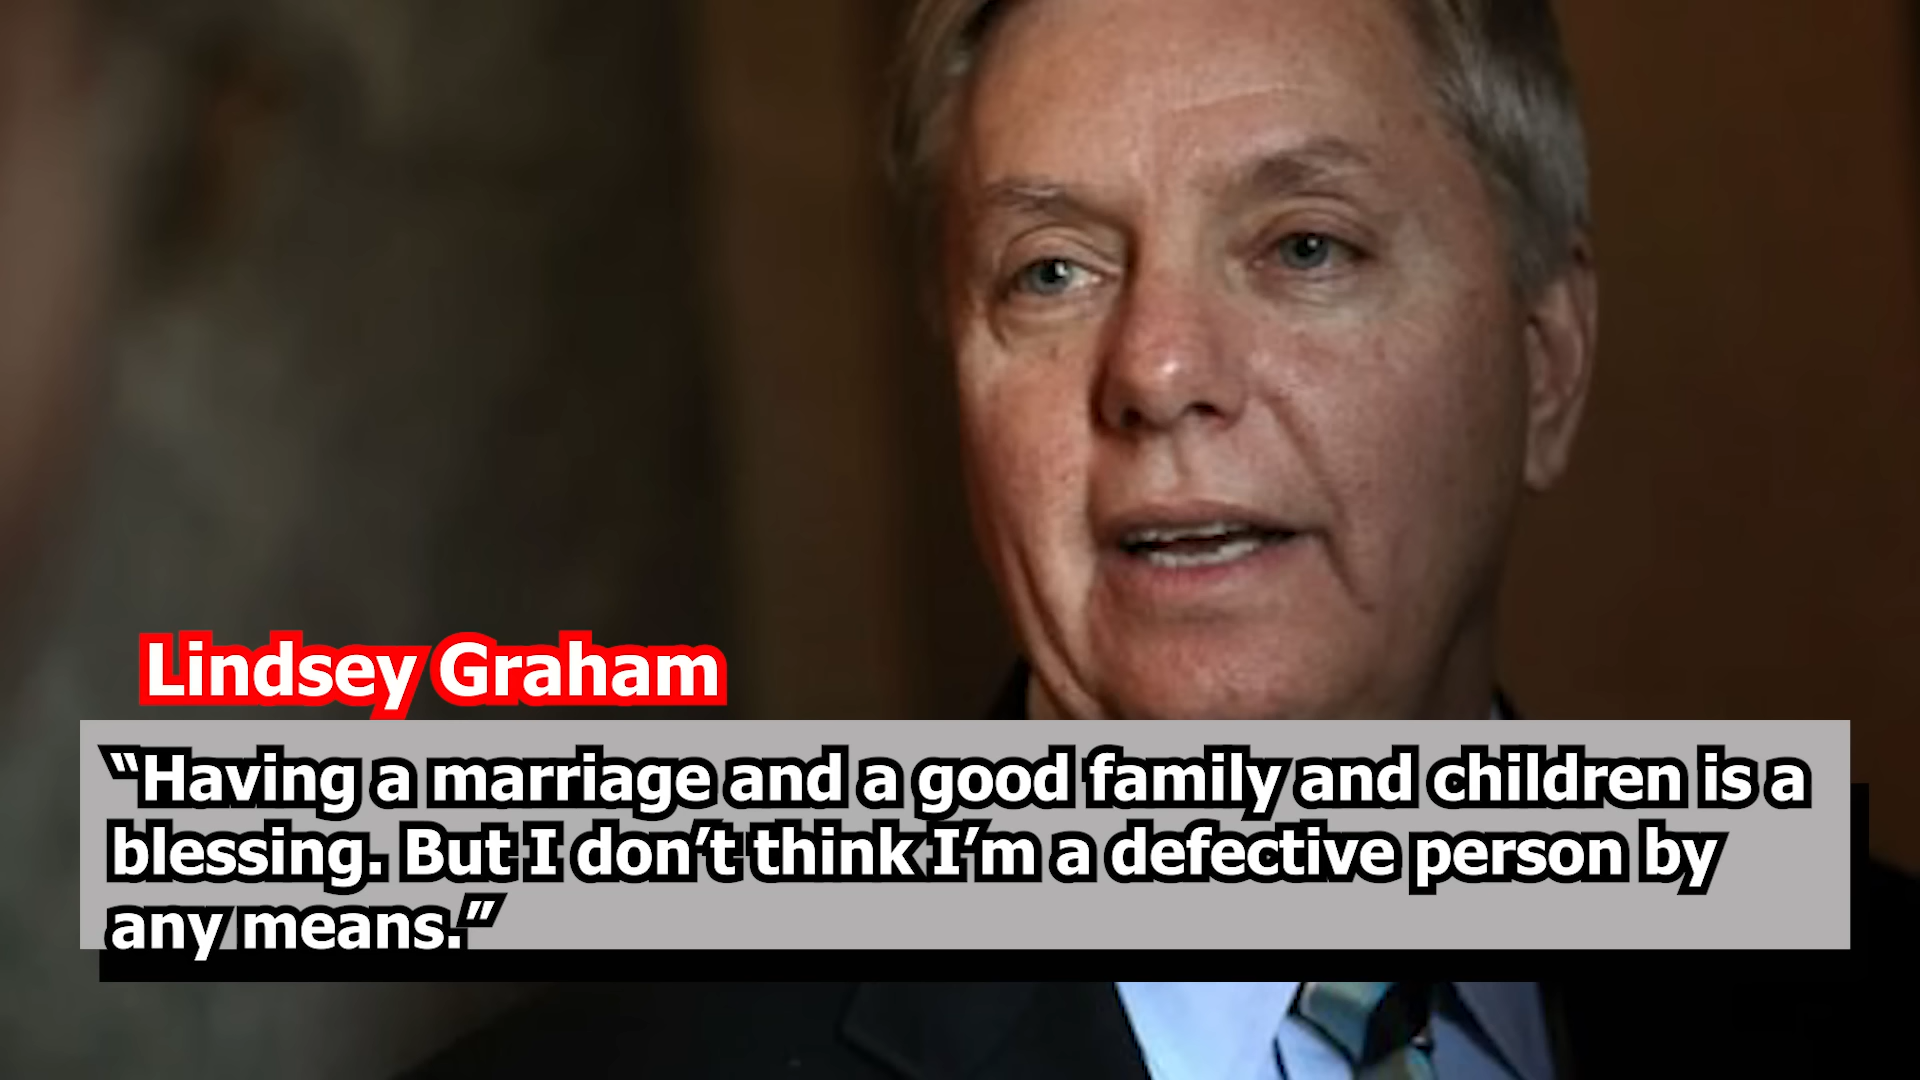 Lindsey Graham
“Having a marriage and a good family and children is a
blessing. But I don’t think I’m a defective person by
any means.”